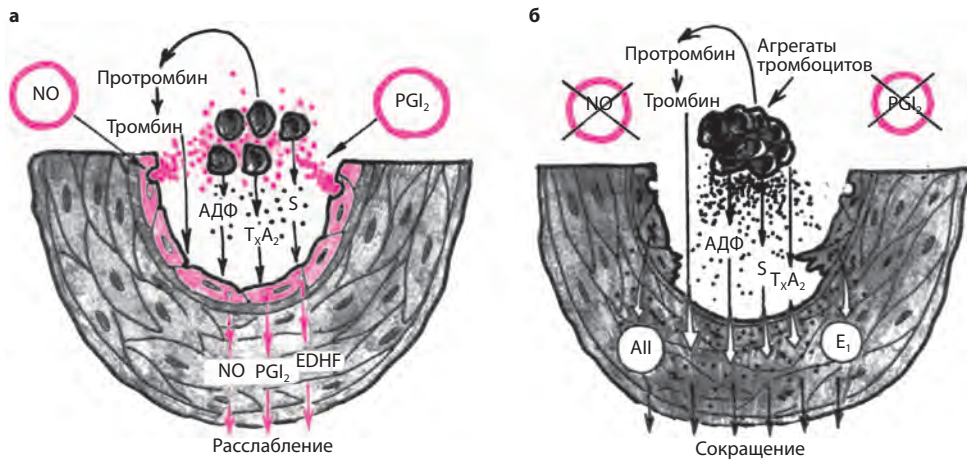 а
Протромбин
NO
Тромбин
PGI₂
АДФ
S
TₓA₂
NO
PGI₂
EDHF
Расслабление
б
Протромбин
Агрегаты
тромбоцитов
NO
Тромбин
PGI₂
АДФ
S
TₓA₂
AII
E₁
Сокращение